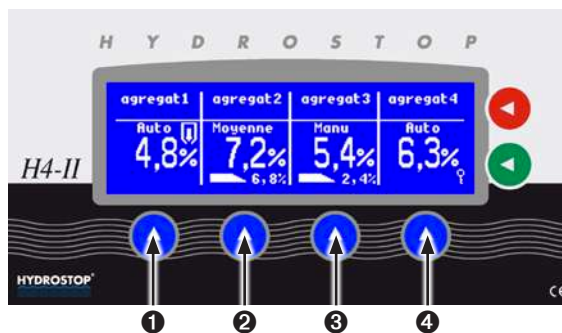 H Y D R O S T O P
agregat1 agregat2 agregat3 agregat4
Auto Moyenne Manu Auto
4,8% 7,2% 5,4% 6,3%
6,8% 2,4%
H4-II
HYDROSTOP
CE
❶ ❷ ❸ ❹